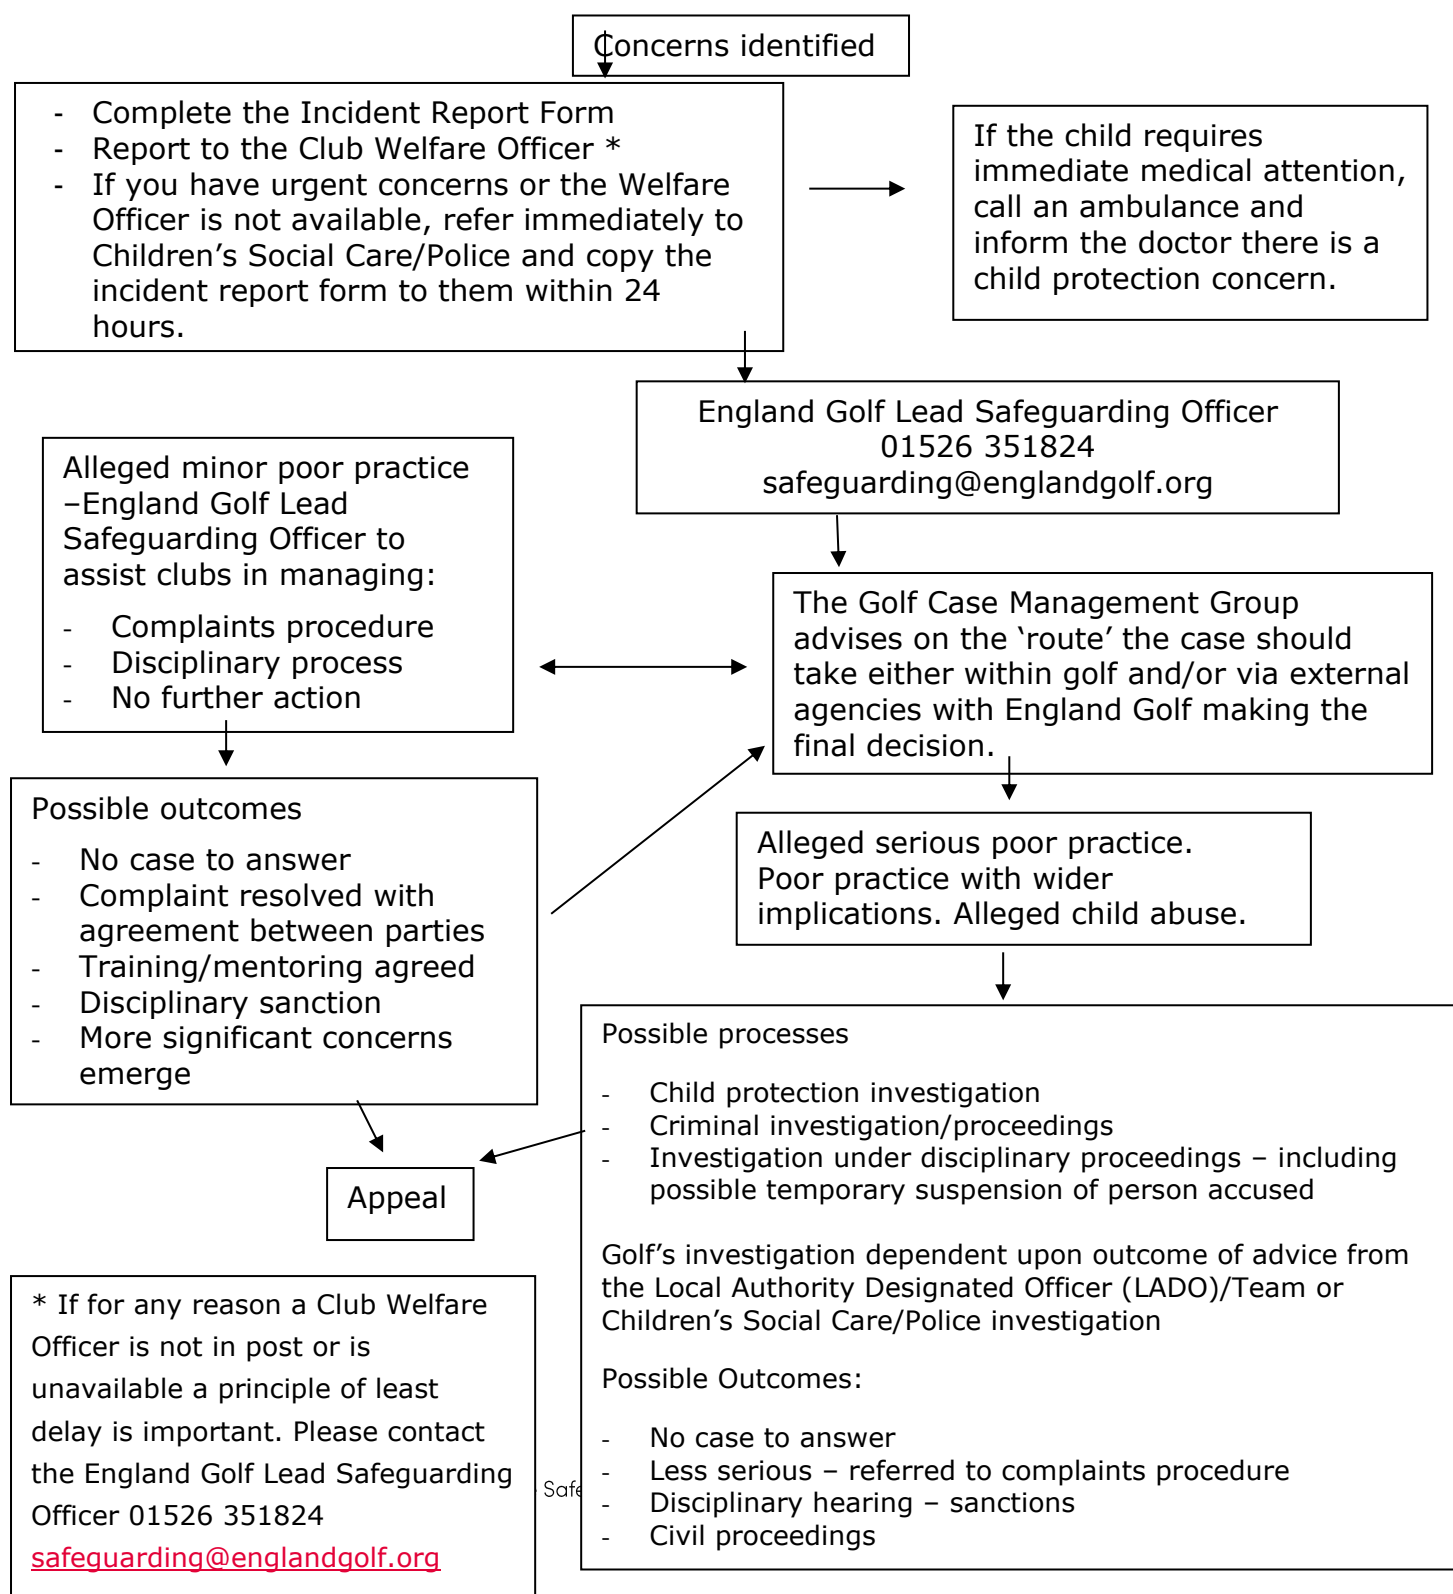 Concerns identified
- Complete the Incident Report Form
- Report to the Club Welfare Officer *
- If you have urgent concerns or the Welfare
Officer is not available, refer immediately to
Children’s Social Care/Police and copy the
incident report form to them within 24
hours.
If the child requires
immediate medical attention,
call an ambulance and
inform the doctor there is a
child protection concern.
England Golf Lead Safeguarding Officer
01526 351824
safeguarding@englandgolf.org
Alleged minor poor practice
–England Golf Lead
Safeguarding Officer to
assist clubs in managing:
- Complaints procedure
- Disciplinary process
- No further action
The Golf Case Management Group
advises on the ‘route’ the case should
take either within golf and/or via external
agencies with England Golf making the
final decision.
Possible outcomes
- No case to answer
- Complaint resolved with
agreement between parties
- Training/mentoring agreed
- Disciplinary sanction
- More significant concerns
emerge
Alleged serious poor practice.
Poor practice with wider
implications. Alleged child abuse.
Possible processes
- Child protection investigation
- Criminal investigation/proceedings
- Investigation under disciplinary proceedings – including
possible temporary suspension of person accused
Golf’s investigation dependent upon outcome of advice from
the Local Authority Designated Officer (LADO)/Team or
Children’s Social Care/Police investigation
Possible Outcomes:
- No case to answer
- Less serious – referred to complaints procedure
- Disciplinary hearing – sanctions
- Civil proceedings
Appeal
* If for any reason a Club Welfare
Officer is not in post or is
unavailable a principle of least
delay is important. Please contact
the England Golf Lead Safeguarding
Officer 01526 351824
safeguarding@englandgolf.org